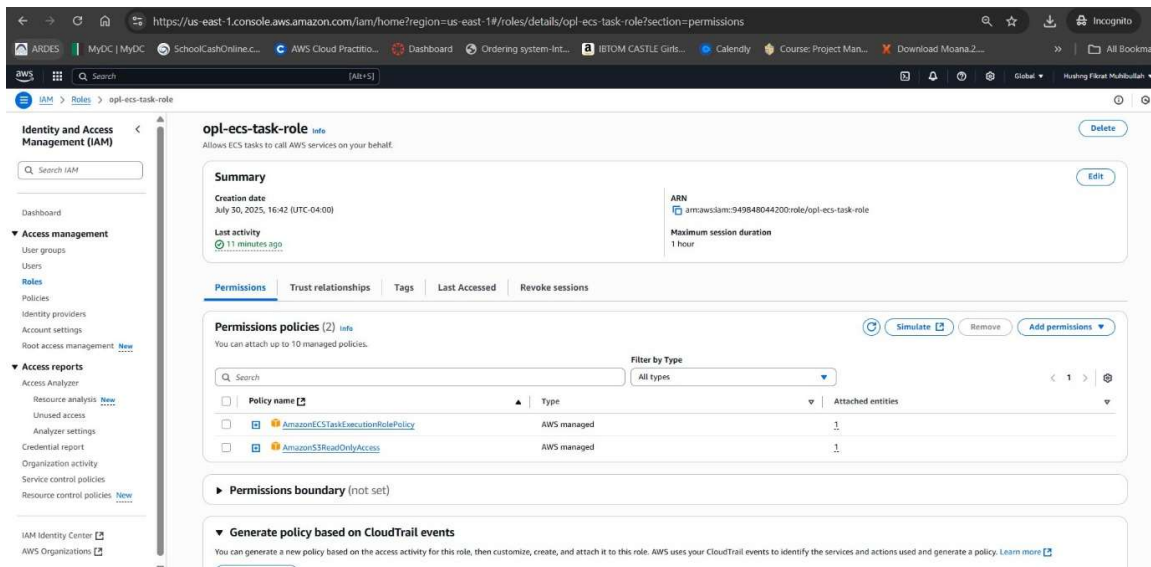 https://us-east-1.console.aws.amazon.com/iam/home?region=us-east-1#/roles/details/opl-ecs-task-role?section=permissions
Incognito
ARDES MyDC | MyDC SchoolCashOnline.c... AWS Cloud Practitio... Dashboard Ordering system-Int... IBTOM CASTLE Girls... Calendly Course: Project Man... Download Moana.2.... » All Bookma
aws Search [Alt+S] Global Hushng Fikrat Muhibullah
IAM > Roles > opl-ecs-task-role
Identity and Access Management (IAM)
Search IAM
Dashboard
Access management
User groups
Users
Roles
Policies
Identity providers
Account settings
Root access management New
Access reports
Access Analyzer
Resource analysis New
Unused access
Analyzer settings
Credential report
Organization activity
Service control policies
Resource control policies New
IAM Identity Center
AWS Organizations
opl-ecs-task-role Info
Delete
Allows ECS tasks to call AWS services on your behalf.
Summary
Edit
Creation date
July 30, 2025, 16:42 (UTC-04:00)
ARN
arn:aws:iam::949848044200:role/opl-ecs-task-role
Last activity
11 minutes ago
Maximum session duration
1 hour
Permissions Trust relationships Tags Last Accessed Revoke sessions
Permissions policies (2) Info
Simulate Remove Add permissions
You can attach up to 10 managed policies.
Filter by Type
Search All types < 1 >
Policy name Type Attached entities
AmazonECSTaskExecutionRolePolicy AWS managed 1
AmazonS3ReadOnlyAccess AWS managed 1
Permissions boundary (not set)
Generate policy based on CloudTrail events
You can generate a new policy based on the access activity for this role, then customize, create, and attach it to this role. AWS uses your CloudTrail events to identify the services and actions used and generate a policy. Learn more